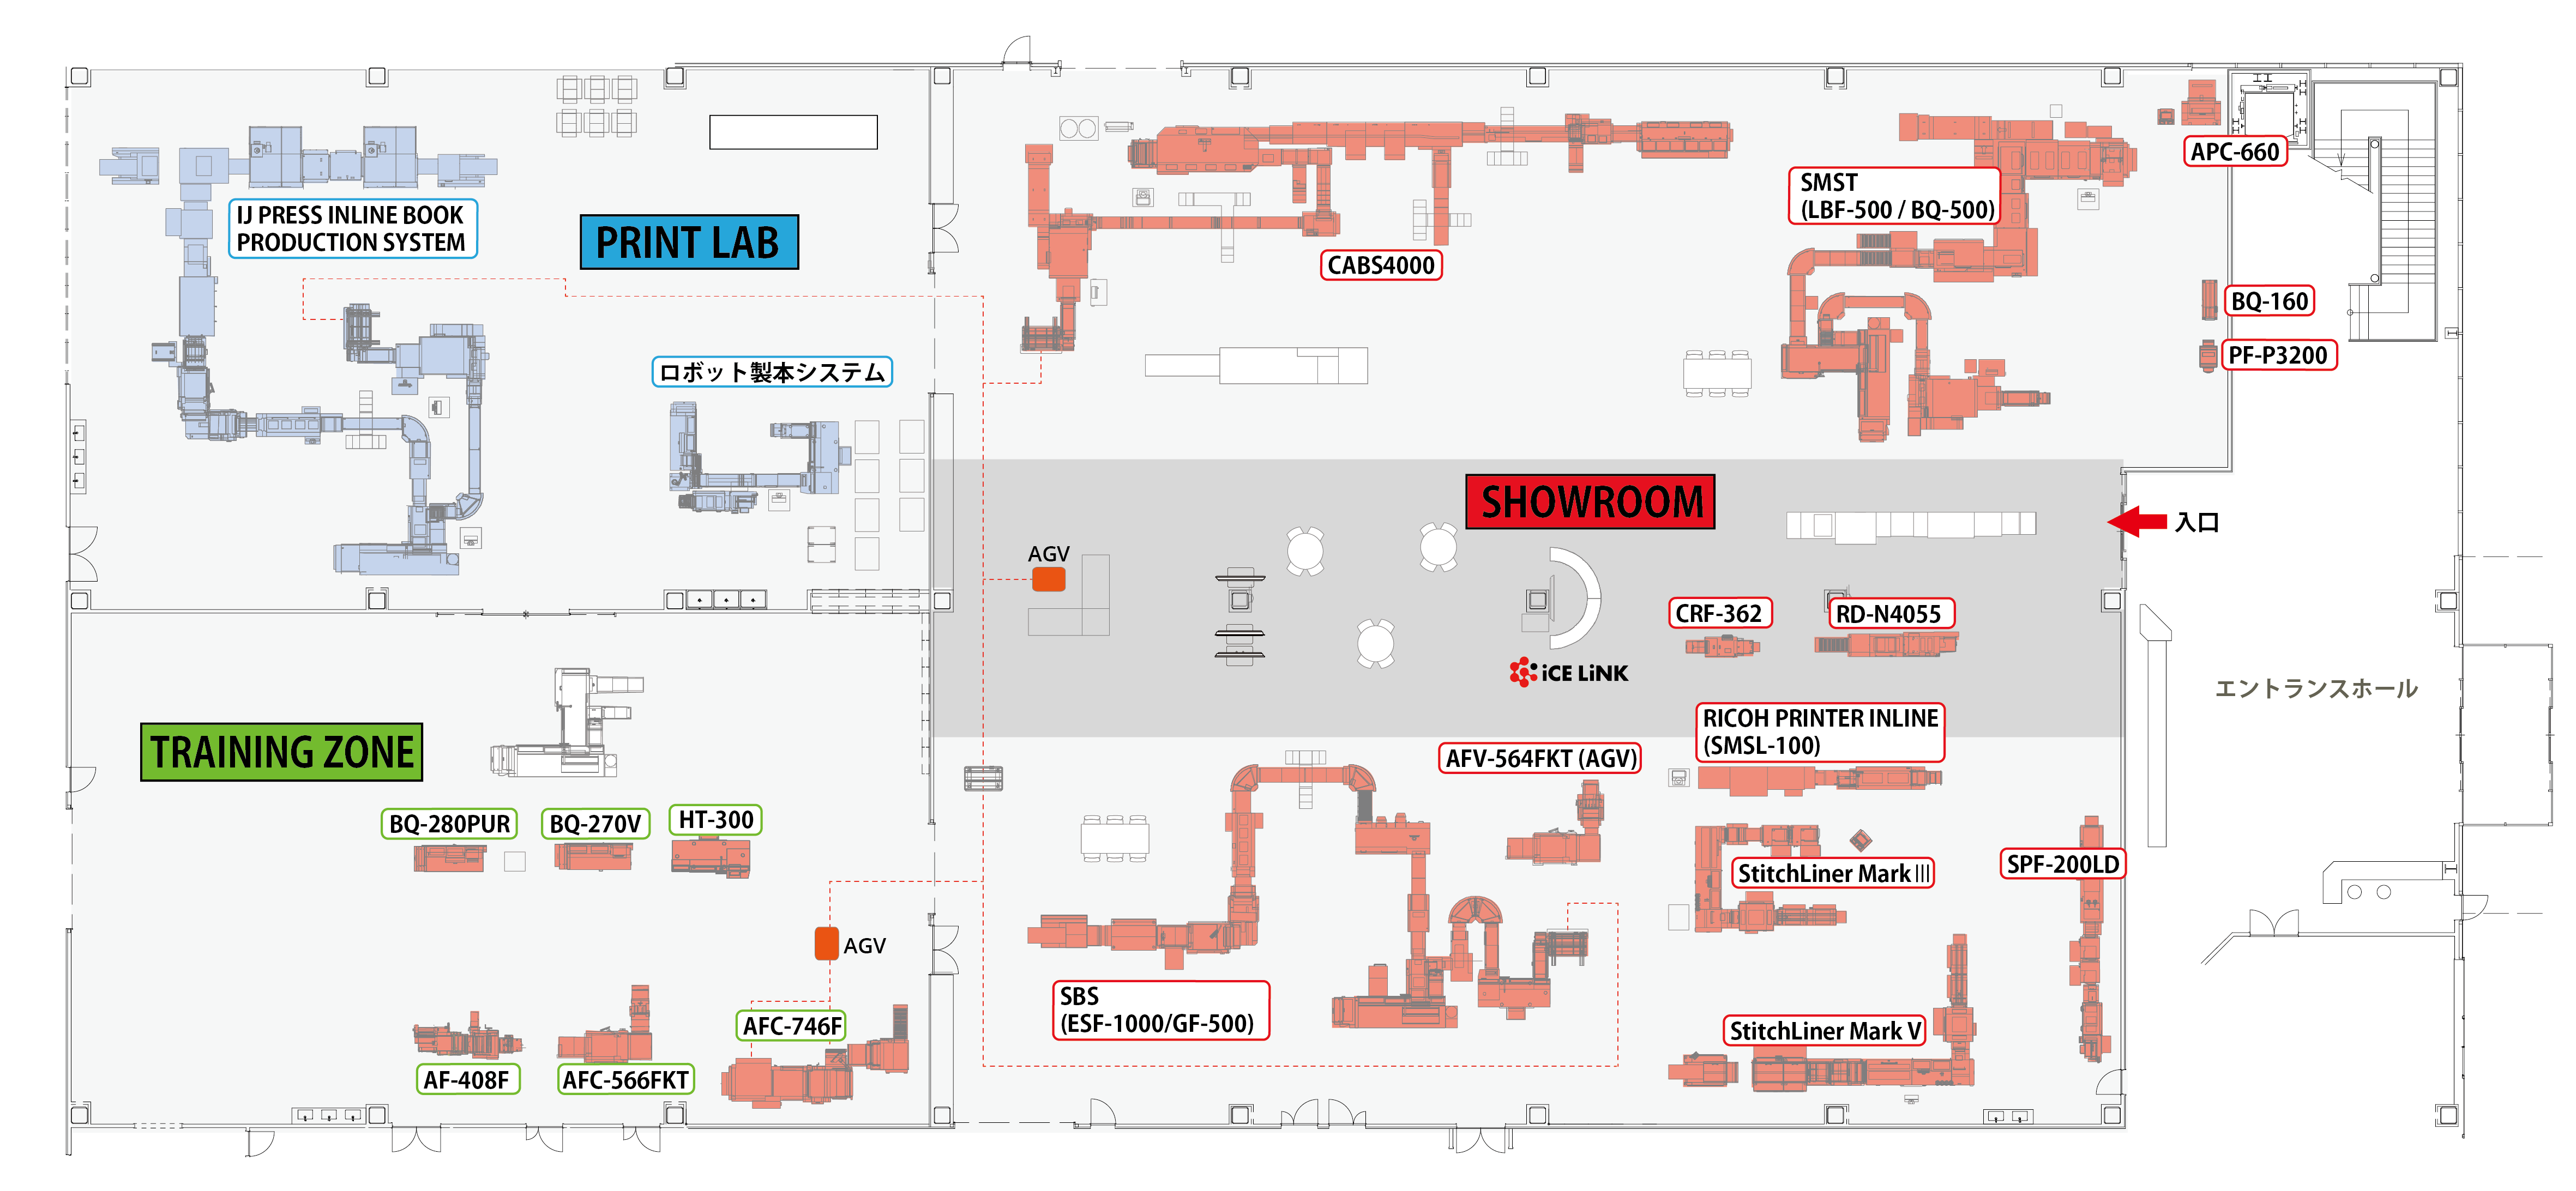 IJ PRESS INLINE BOOK
PRODUCTION SYSTEM
PRINT LAB
ロボット製本システム
CABS4000
SMST
(LBF-500 / BQ-500)
APC-660
BQ-160
PF-P3200
SHOWROOM
入口
AGV
CRF-362
RD-N4055
iCE LiNK
エントランスホール
TRAINING ZONE
BQ-280PUR
BQ-270V
HT-300
AGV
AFC-746F
AF-408F
AFC-566FKT
AFV-564FKT (AGV)
RICOH PRINTER INLINE
(SMSL-100)
StitchLiner MarkⅢ
SPF-200LD
SBS
(ESF-1000/GF-500)
StitchLiner Mark V